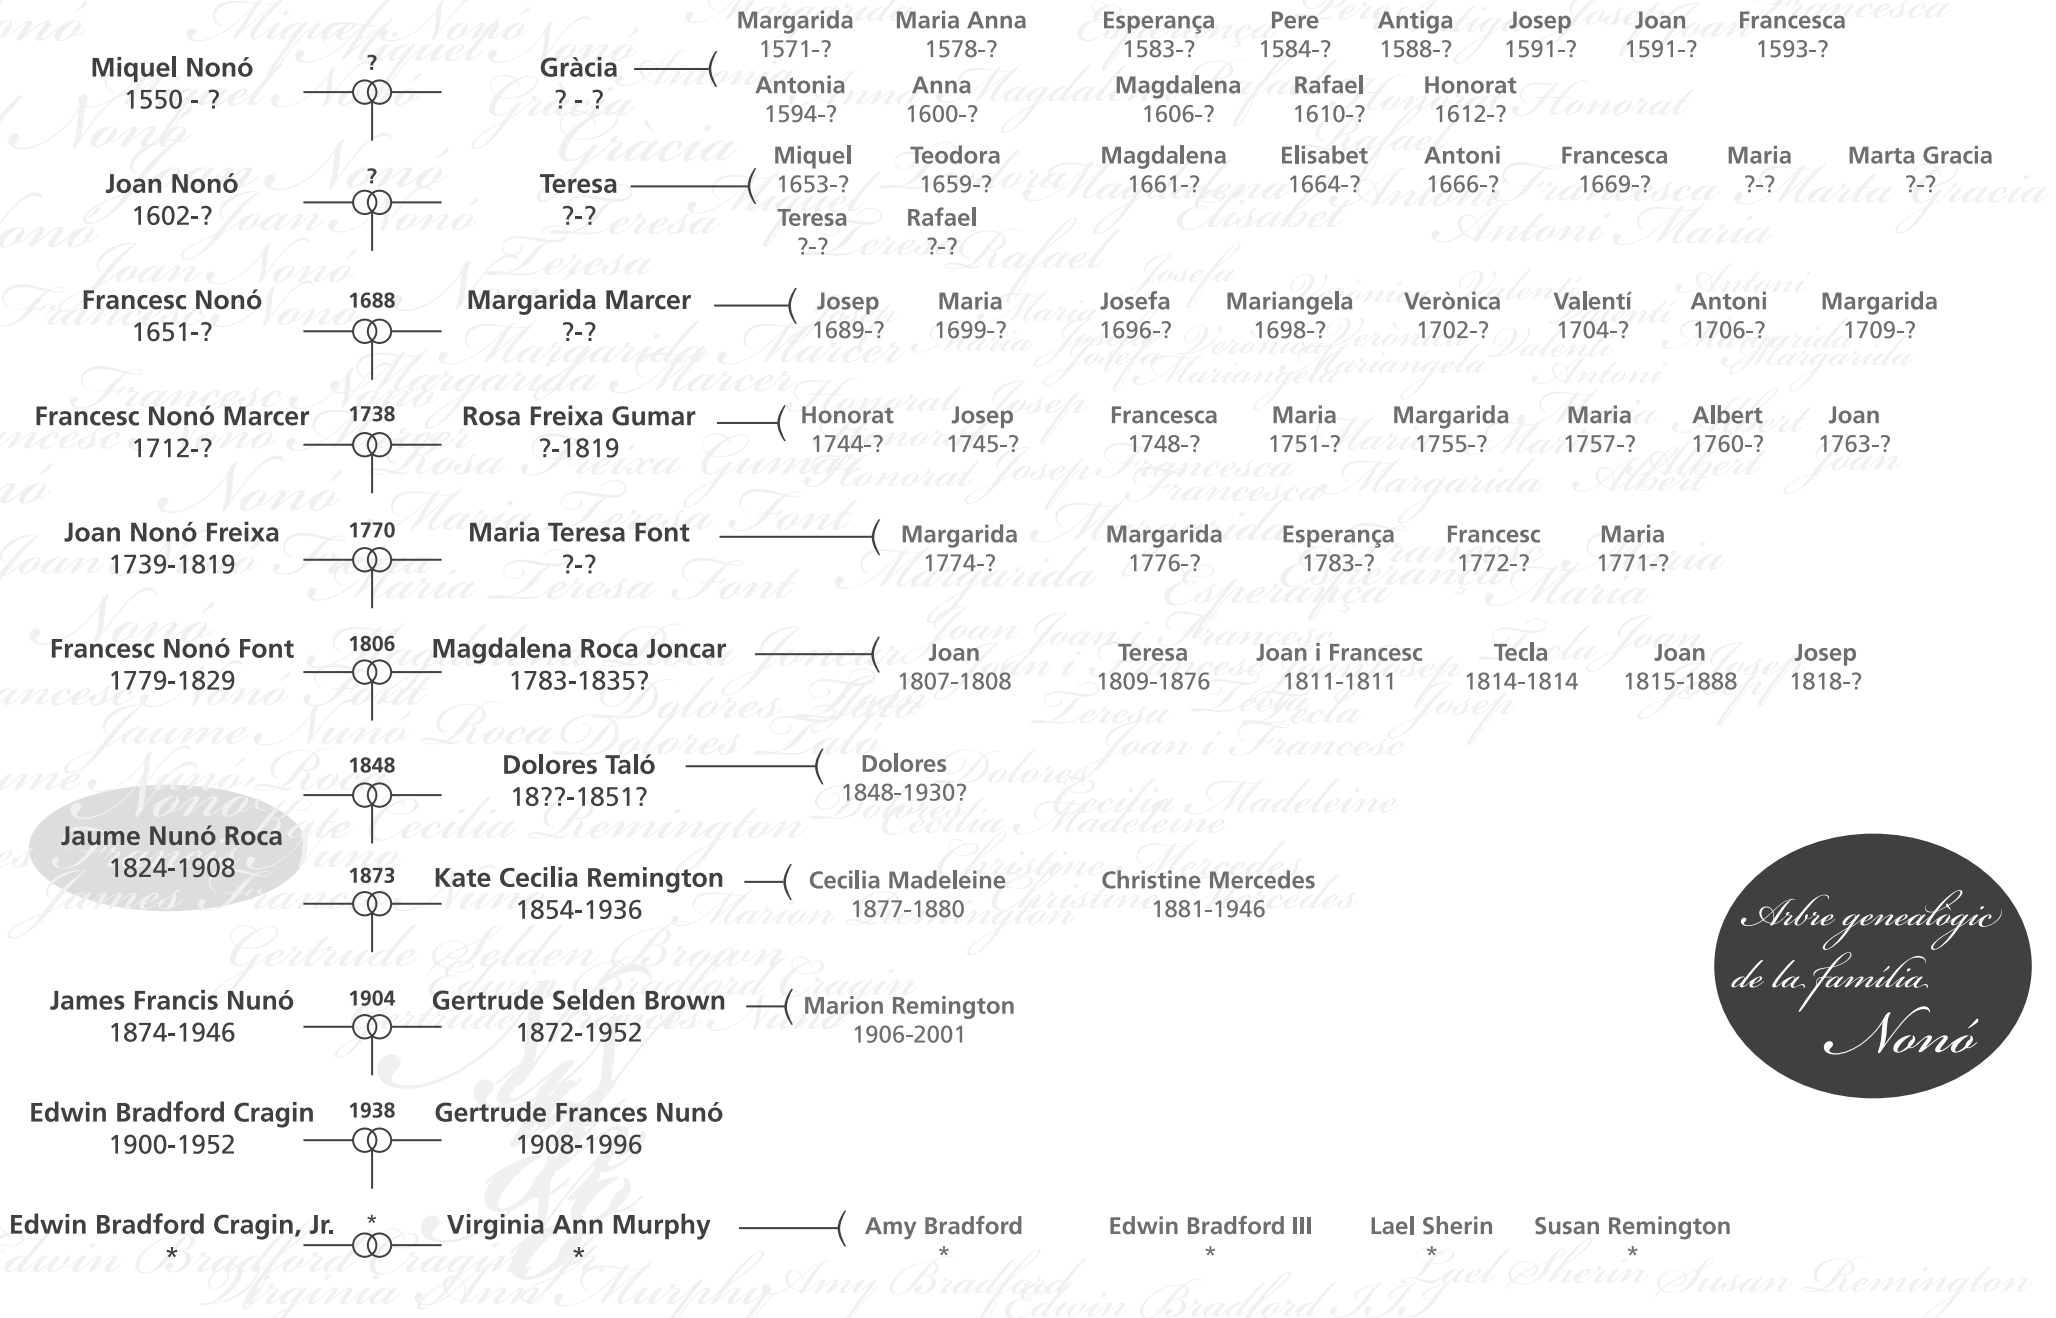 Margarida Maria Anna Esperança Pere Antiga Josep Joan Francesca
1571-? 1578-? 1583-? 1584-? 1588-? 1591-? 1591-? 1593-?
Miquel Nonó ? Gràcia
1550 - ? ? - ?
Antonia Anna Magdalena Rafael Honorat
1594-? 1600-? 1606-? 1610-? 1612-?
Miquel Teodora Magdalena Elisabet Antoni Francesca Maria Marta Gracia
1653-? 1659-? 1661-? 1664-? 1666-? 1669-? ?-? ?-?
Joan Nonó ? Teresa
1602-? ?-?
Teresa Rafael
?-? ?-?
Francesc Nonó 1688 Margarida Marcer Josep Maria Josefa Mariangela Verònica Valentí Antoni Margarida
1651-? ?-? 1689-? 1699-? 1696-? 1698-? 1702-? 1704-? 1706-? 1709-?
Francesc Nonó Marcer 1738 Rosa Freixa Gumar Honorat Josep Francesca Maria Margarida Maria Albert Joan
1712-? ?-1819 1744-? 1745-? 1748-? 1751-? 1755-? 1757-? 1760-? 1763-?
Joan Nonó Freixa 1770 Maria Teresa Font Margarida Margarida Esperança Francesc Maria
1739-1819 ?-? 1774-? 1776-? 1783-? 1772-? 1771-?
Francesc Nonó Font 1806 Magdalena Roca Joncar Joan Teresa Joan i Francesc Tecla Joan Josep
1779-1829 1783-1835? 1807-1808 1809-1876 1811-1811 1814-1814 1815-1888 1818-?
1848 Dolores Taló Dolores
18??-1851? 1848-1930?
Jaume Nunó Roca
1824-1908
1873 Kate Cecilia Remington Cecilia Madeleine Christine Mercedes
1854-1936 1877-1880 1881-1946
Arbre genealògic
de la família
Nonó
James Francis Nunó 1904 Gertrude Selden Brown Marion Remington
1874-1946 1872-1952 1906-2001
Edwin Bradford Cragin 1938 Gertrude Frances Nunó
1900-1952 1908-1996
Edwin Bradford Cragin, Jr. * Virginia Ann Murphy Amy Bradford Edwin Bradford III Lael Sherin Susan Remington
* * * * * *